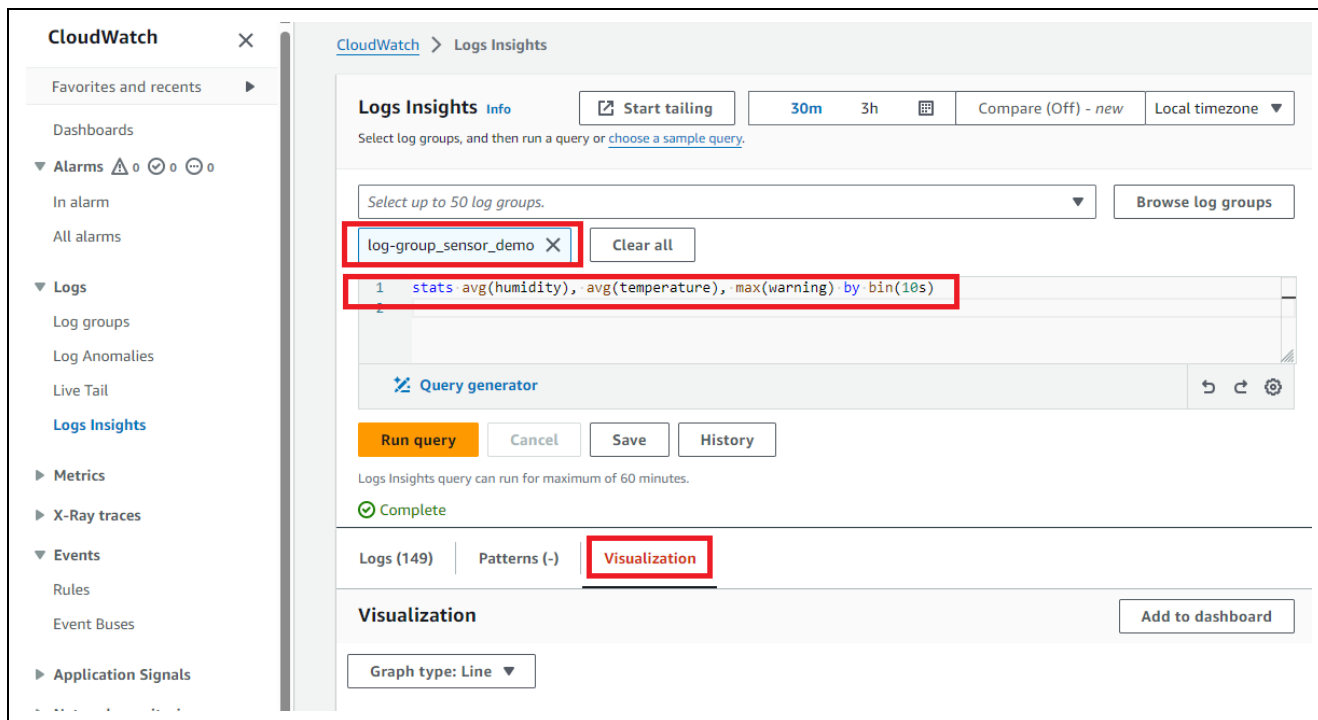 CloudWatch
Favorites and recents
Dashboards
Alarms 0 0 0
In alarm
All alarms
Logs
Log groups
Log Anomalies
Live Tail
Logs Insights
Metrics
X-Ray traces
Events
Rules
Event Buses
Application Signals
CloudWatch > Logs Insights
Logs Insights Info
Start tailing
30m 3h Compare (Off) - new Local timezone
Select log groups, and then run a query or choose a sample query.
Select up to 50 log groups.
Browse log groups
log-group_sensor_demo
Clear all
1 stats avg(humidity), avg(temperature), max(warning) by bin(10s)
2
Query generator
Run query Cancel Save History
Logs Insights query can run for maximum of 60 minutes.
Complete
Logs (149) Patterns (-) Visualization
Visualization
Add to dashboard
Graph type: Line